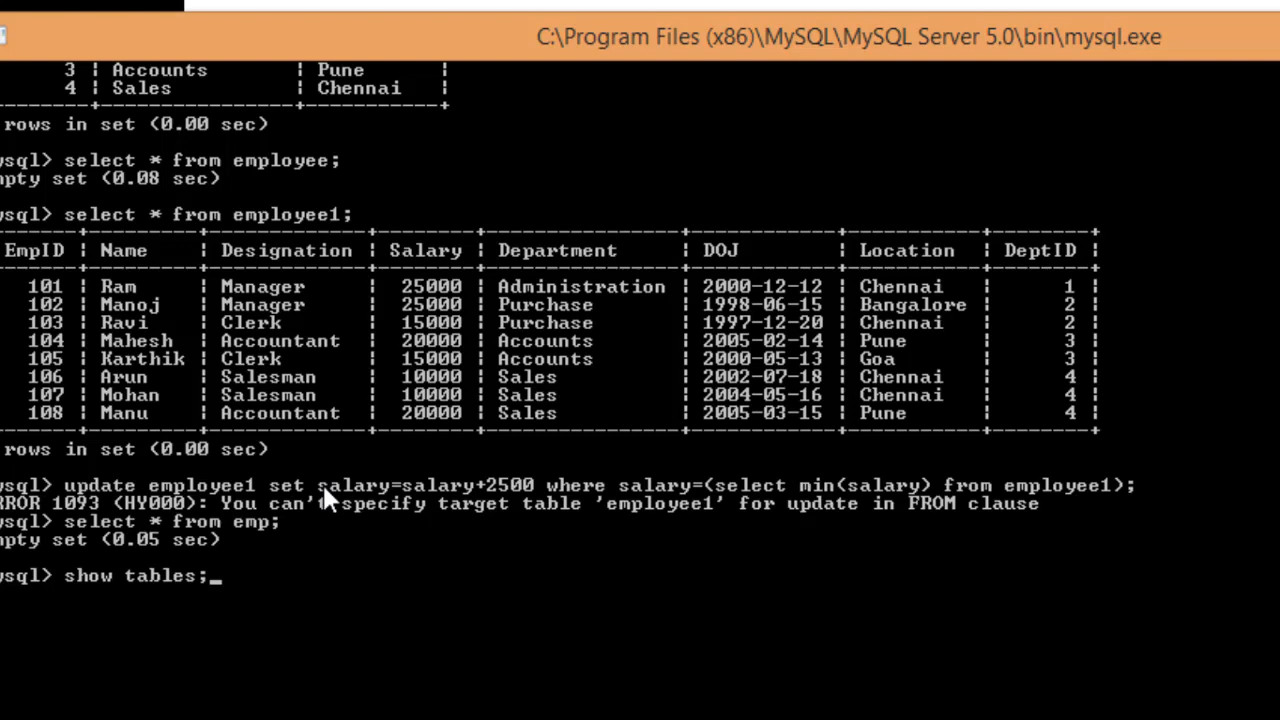 C:\Program Files (x86)\MySQL\MySQL Server 5.0\bin\mysql.exe
3 | Accounts | Pune |
4 | Sales | Chennai |
rows in set (0.00 sec)
ysql> select * from employee;
mpty set (0.08 sec)
ysql> select * from employee1;
EmpID | Name | Designation | Salary | Department | DOJ | Location | DeptID |
101 | Ram | Manager | 25000 | Administration | 2000-12-12 | Chennai | 1 |
102 | Manoj | Manager | 25000 | Purchase | 1998-06-15 | Bangalore | 2 |
103 | Ravi | Clerk | 15000 | Purchase | 1997-12-20 | Chennai | 2 |
104 | Mahesh | Accountant | 20000 | Accounts | 2005-02-14 | Pune | 3 |
105 | Karthik | Clerk | 15000 | Accounts | 2000-05-13 | Goa | 3 |
106 | Arun | Salesman | 10000 | Sales | 2002-07-18 | Chennai | 4 |
107 | Mohan | Salesman | 10000 | Sales | 2004-05-16 | Chennai | 4 |
108 | Manu | Accountant | 20000 | Sales | 2005-03-15 | Pune | 4 |
rows in set (0.00 sec)
ysql> update employee1 set salary=salary+2500 where salary=(select min(salary) from employee1);
RROR 1093 (HY000): You can't specify target table 'employee1' for update in FROM clause
ysql> select * from emp;
mpty set (0.05 sec)
ysql> show tables;_